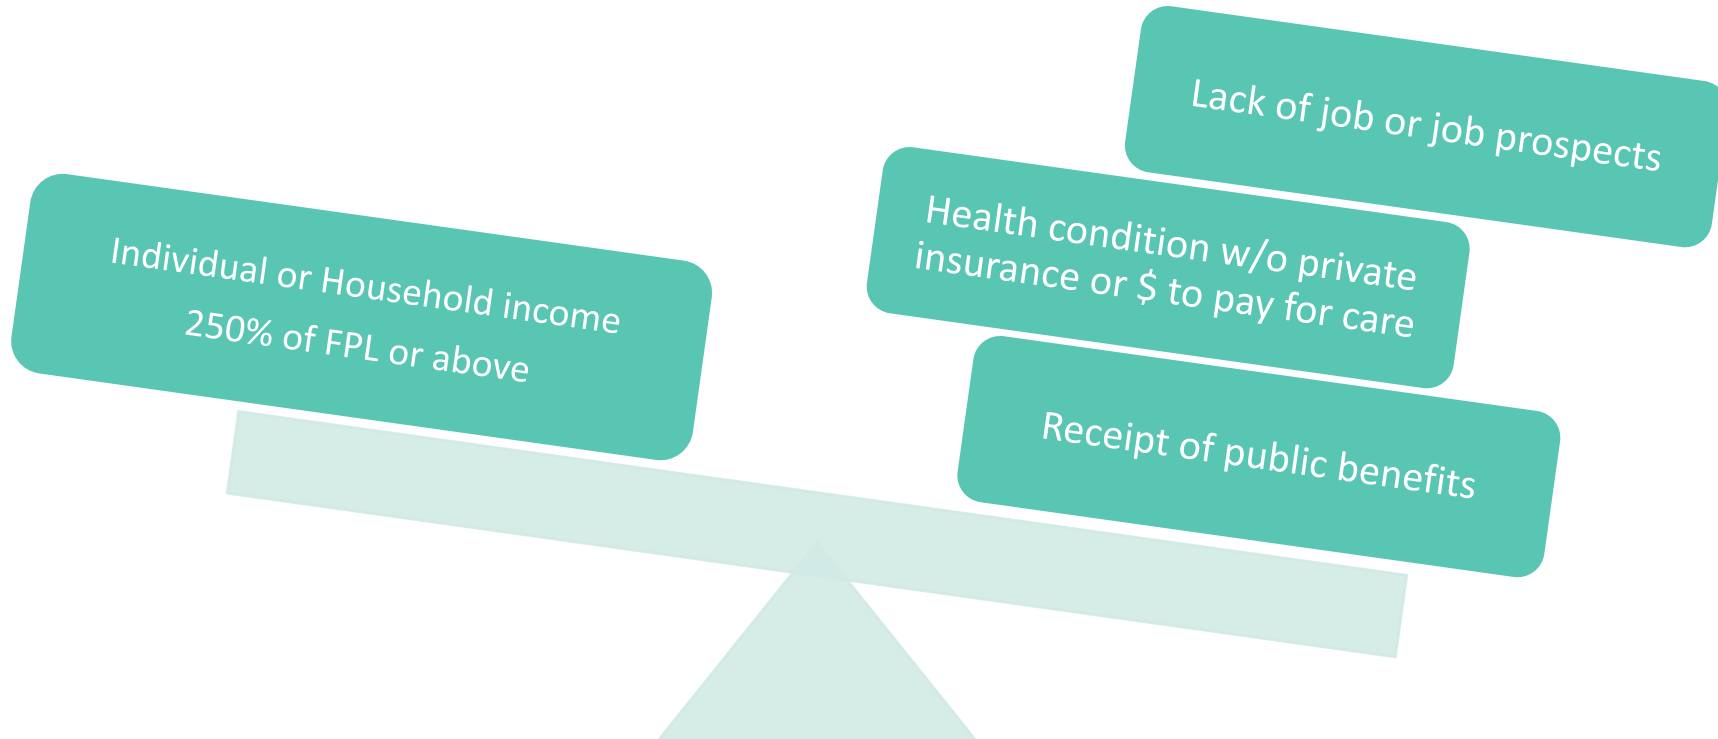 Individual or Household income
250% of FPL or above
Lack of job or job prospects
Health condition w/o private
insurance or $ to pay for care
Receipt of public benefits